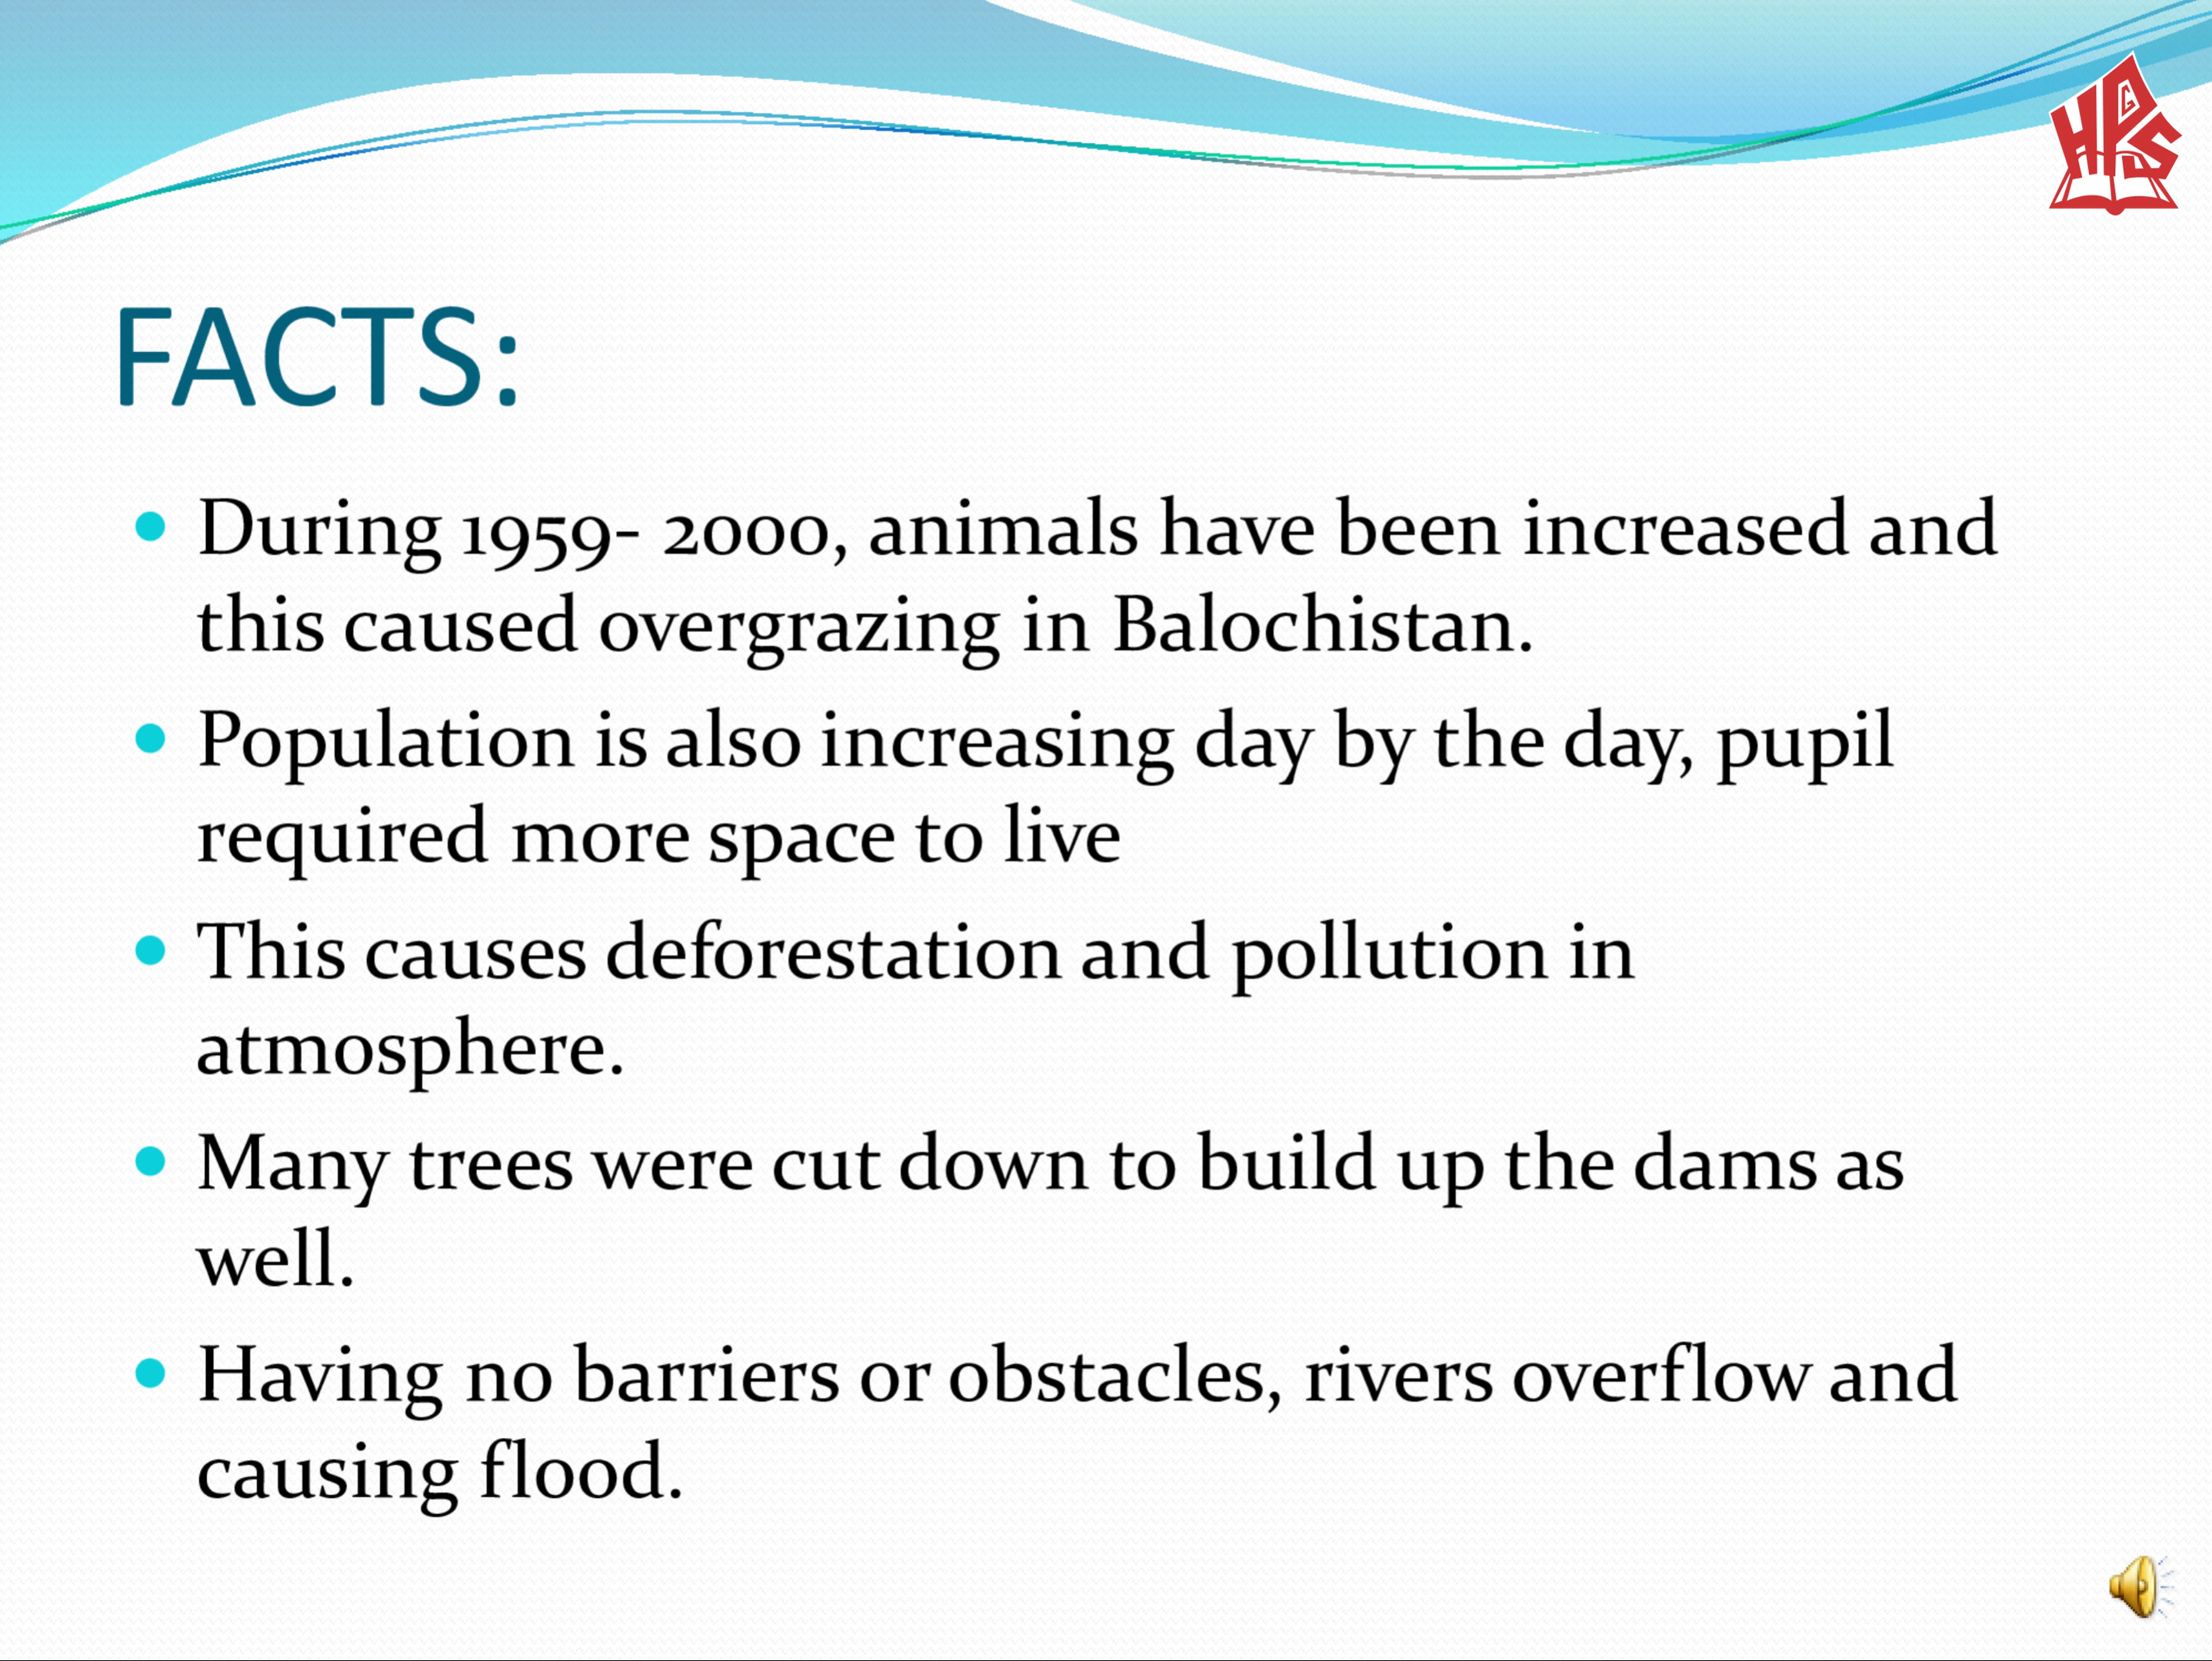 HPS
G
FACTS:
During 1959- 2000, animals have been increased and
this caused overgrazing in Balochistan.
Population is also increasing day by the day, pupil
required more space to live
This causes deforestation and pollution in
atmosphere.
Many trees were cut down to build up the dams as
well.
Having no barriers or obstacles, rivers overflow and
causing flood.